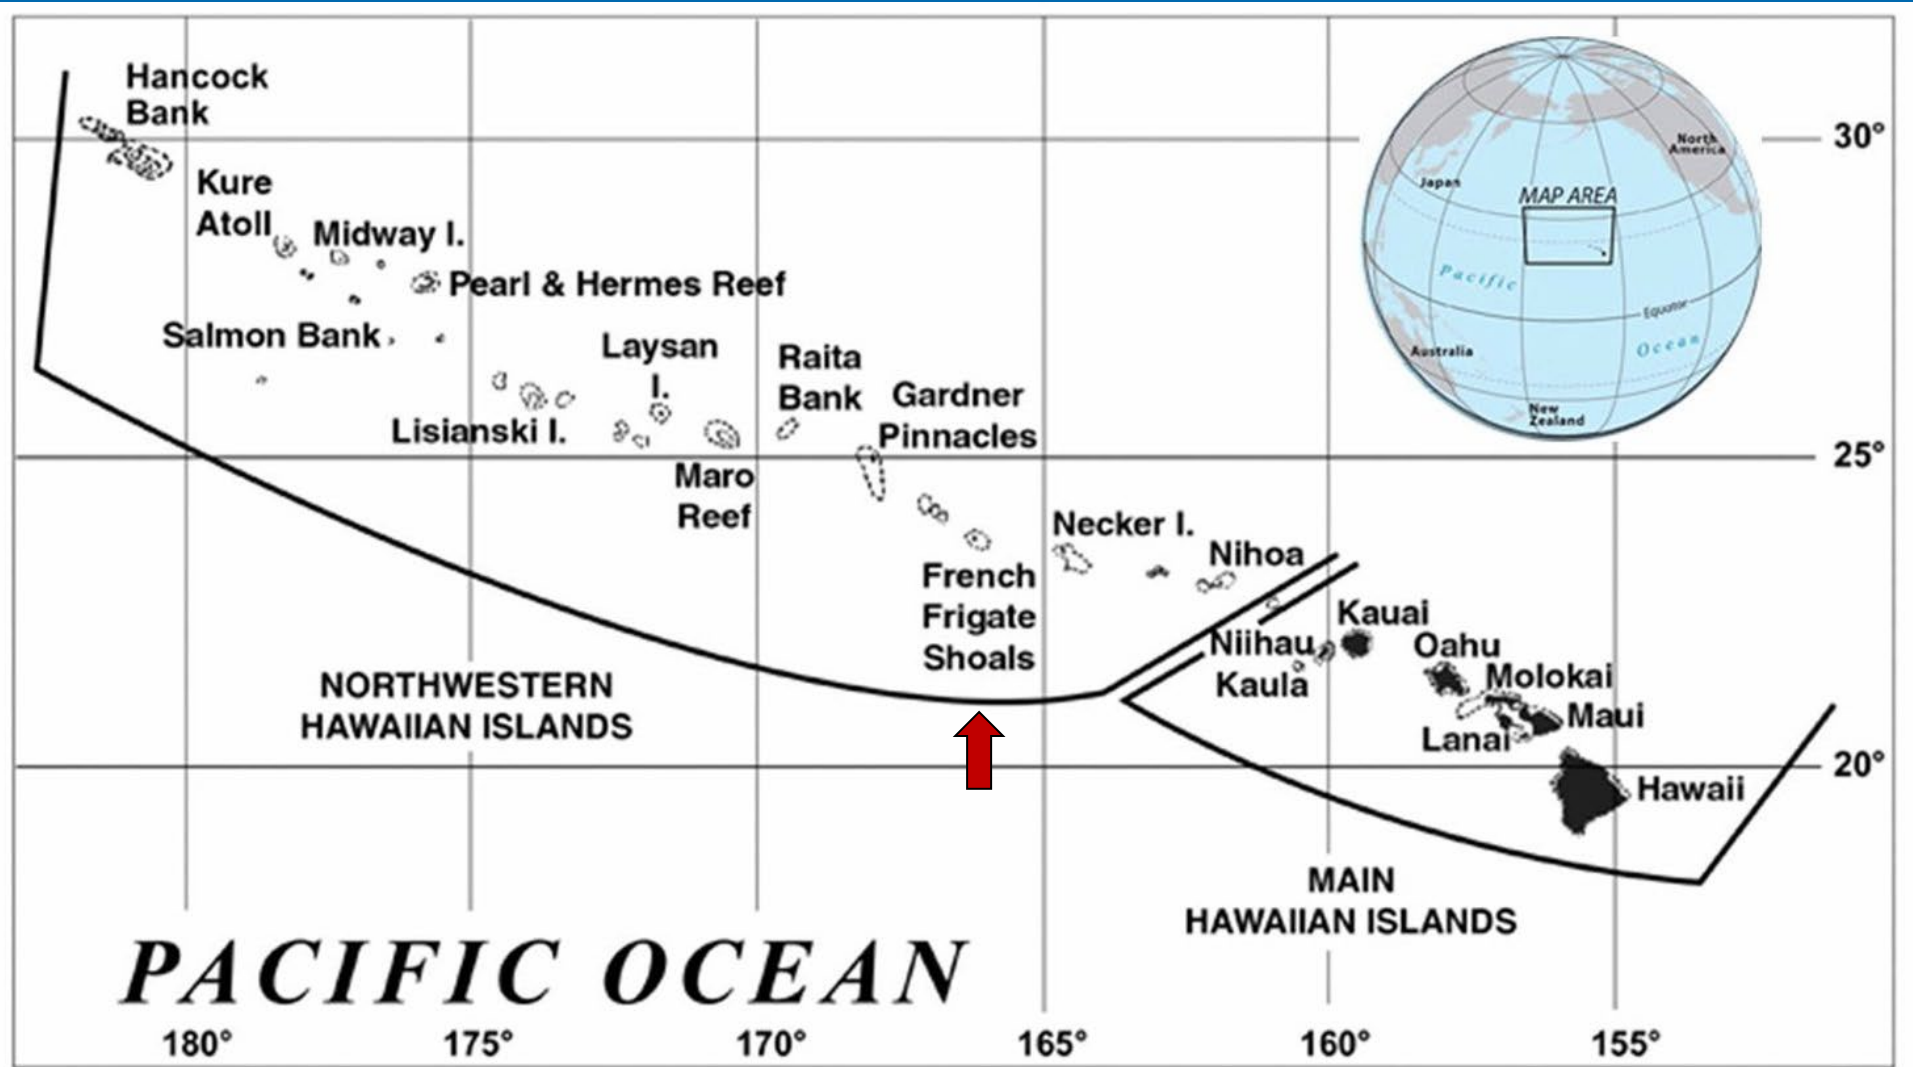 Hancock
Bank
Kure
Atoll
Midway I.
Pearl & Hermes Reef
Salmon Bank
Laysan
I.
Lisianski I.
Maro
Reef
Raita
Bank
Gardner
Pinnacles
French
Frigate
Shoals
Necker I.
Nihoa
Niihau
Kaula
Kauai
Oahu
Molokai
Maui
Lanai
Hawaii
NORTHWESTERN
HAWAIIAN ISLANDS
MAIN
HAWAIIAN ISLANDS
PACIFIC OCEAN
North
America
Japan
MAP AREA
Pacific
Equator
Ocean
Australia
New
Zealand
30°
25°
20°
180°
175°
170°
165°
160°
155°